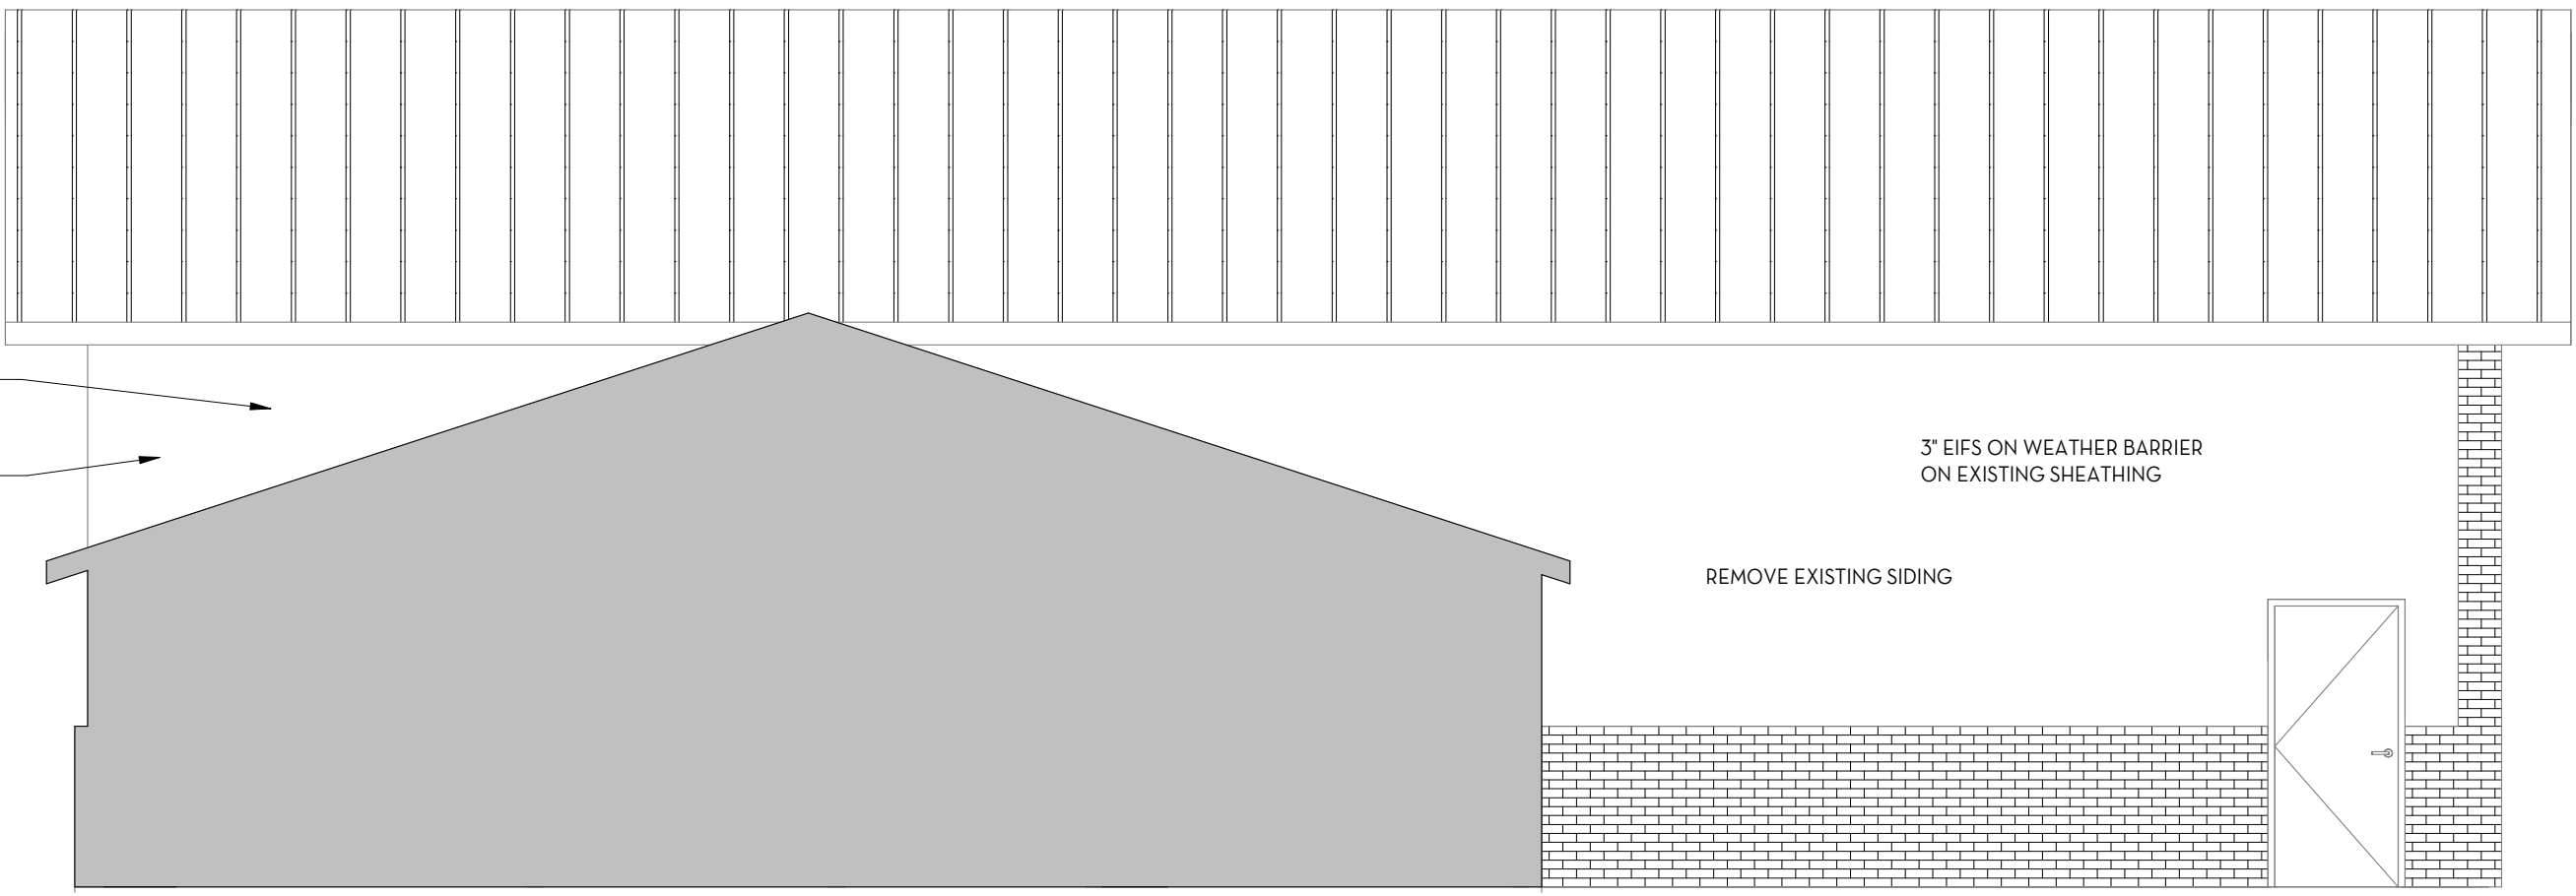 3" EIFS ON WEATHER BARRIER
ON EXISTING SHEATHING
REMOVE EXISTING SIDING